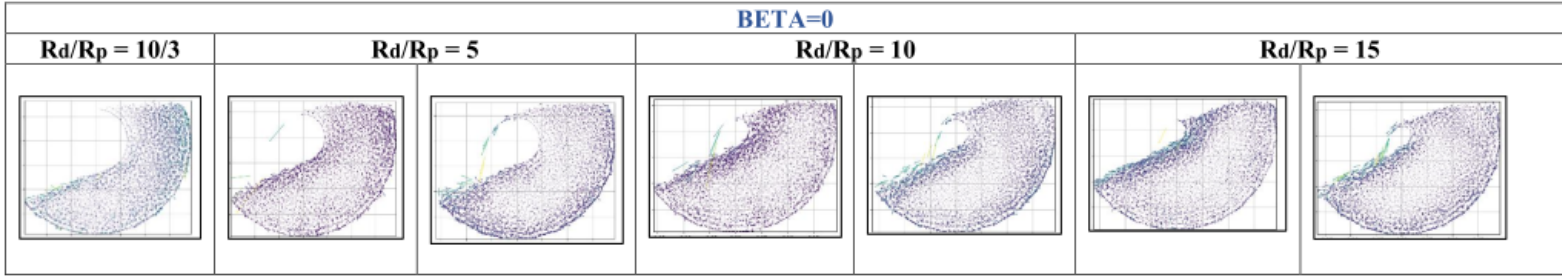 BETA=0
Rd/Rp = 10/3 Rd/Rp = 5 Rd/Rp = 10 Rd/Rp = 15